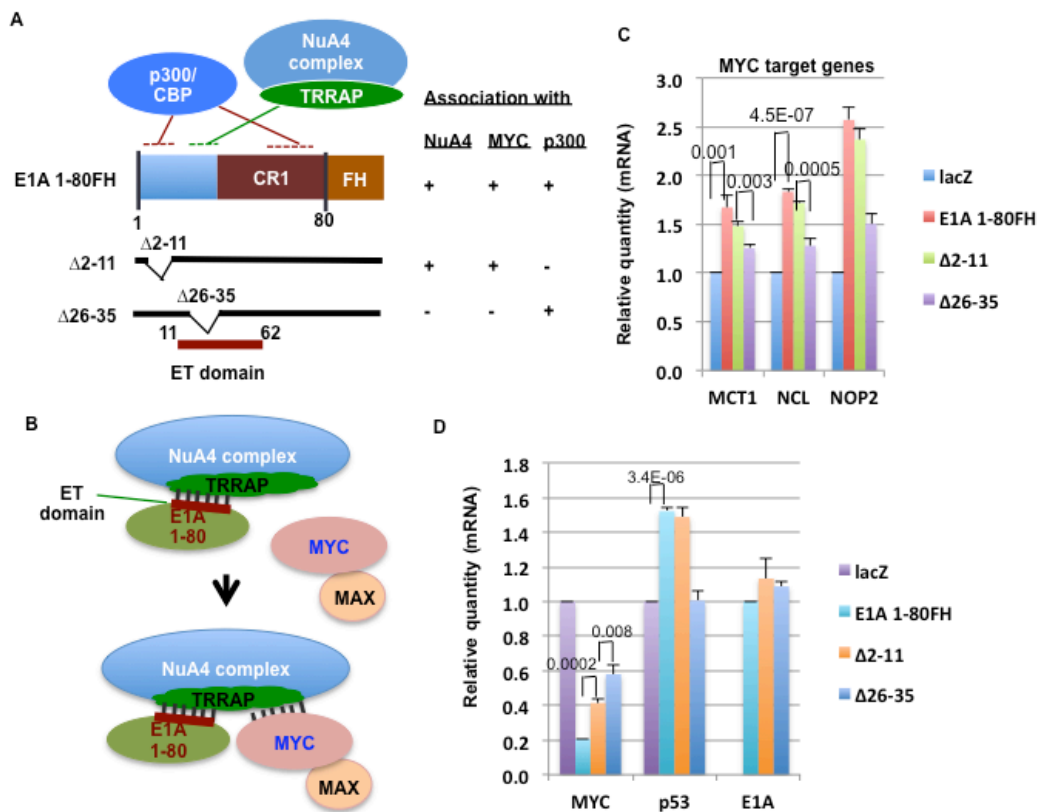 A
p300/
CBP
NuA4
complex
TRRAP
Association with
NuA4 MYC p300
E1A 1-80FH
CR1
FH
+ + +
1
80
Δ2-11
Δ2-11
+ + -
Δ26-35
Δ26-35
- - +
11
62
ET domain
B
NuA4 complex
TRRAP
ET
domain
E1A
1-80
MYC
MAX
NuA4 complex
TRRAP
E1A
1-80
MYC
MAX
C
MYC target genes
Relative quantity (mRNA)
3.0
2.5
2.0
1.5
1.0
0.5
0.0
0.001
0.003
4.5E-07
0.0005
MCT1 NCL NOP2
lacZ
E1A 1-80FH
Δ2-11
Δ26-35
D
Relative quantity (mRNA)
1.8
1.6
1.4
1.2
1.0
0.8
0.6
0.4
0.2
0.0
0.0002
0.008
3.4E-06
MYC p53 E1A
lacZ
E1A 1-80FH
Δ2-11
Δ26-35